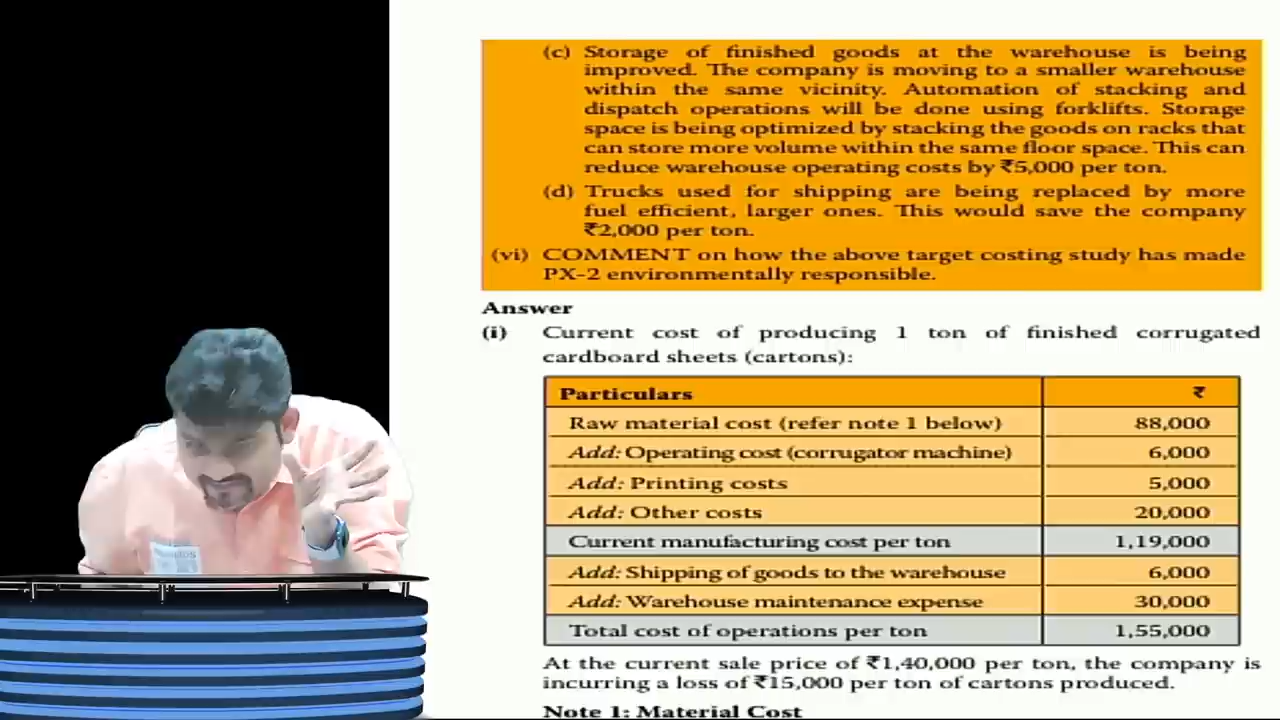 (c) Storage of finished goods at the warehouse is being
improved. The company is moving to a smaller warehouse
within the same vicinity. Automation of stacking and
dispatch operations will be done using forklifts. Storage
space is being optimized by stacking the goods on racks that
can store more volume within the same floor space. This can
reduce warehouse operating costs by ₹5,000 per ton.
(d) Trucks used for shipping are being replaced by more
fuel efficient, larger ones. This would save the company
₹2,000 per ton.
(vi) COMMENT on how the above target costing study has made
PX-2 environmentally responsible.
Answer
(i) Current cost of producing 1 ton of finished corrugated
cardboard sheets (cartons):
Particulars ₹
Raw material cost (refer note 1 below) 88,000
Add: Operating cost (corrugator machine) 6,000
Add: Printing costs 5,000
Add: Other costs 20,000
Current manufacturing cost per ton 1,19,000
Add: Shipping of goods to the warehouse 6,000
Add: Warehouse maintenance expense 30,000
Total cost of operations per ton 1,55,000
At the current sale price of ₹1,40,000 per ton, the company is
incurring a loss of ₹15,000 per ton of cartons produced.
Note 1: Material Cost